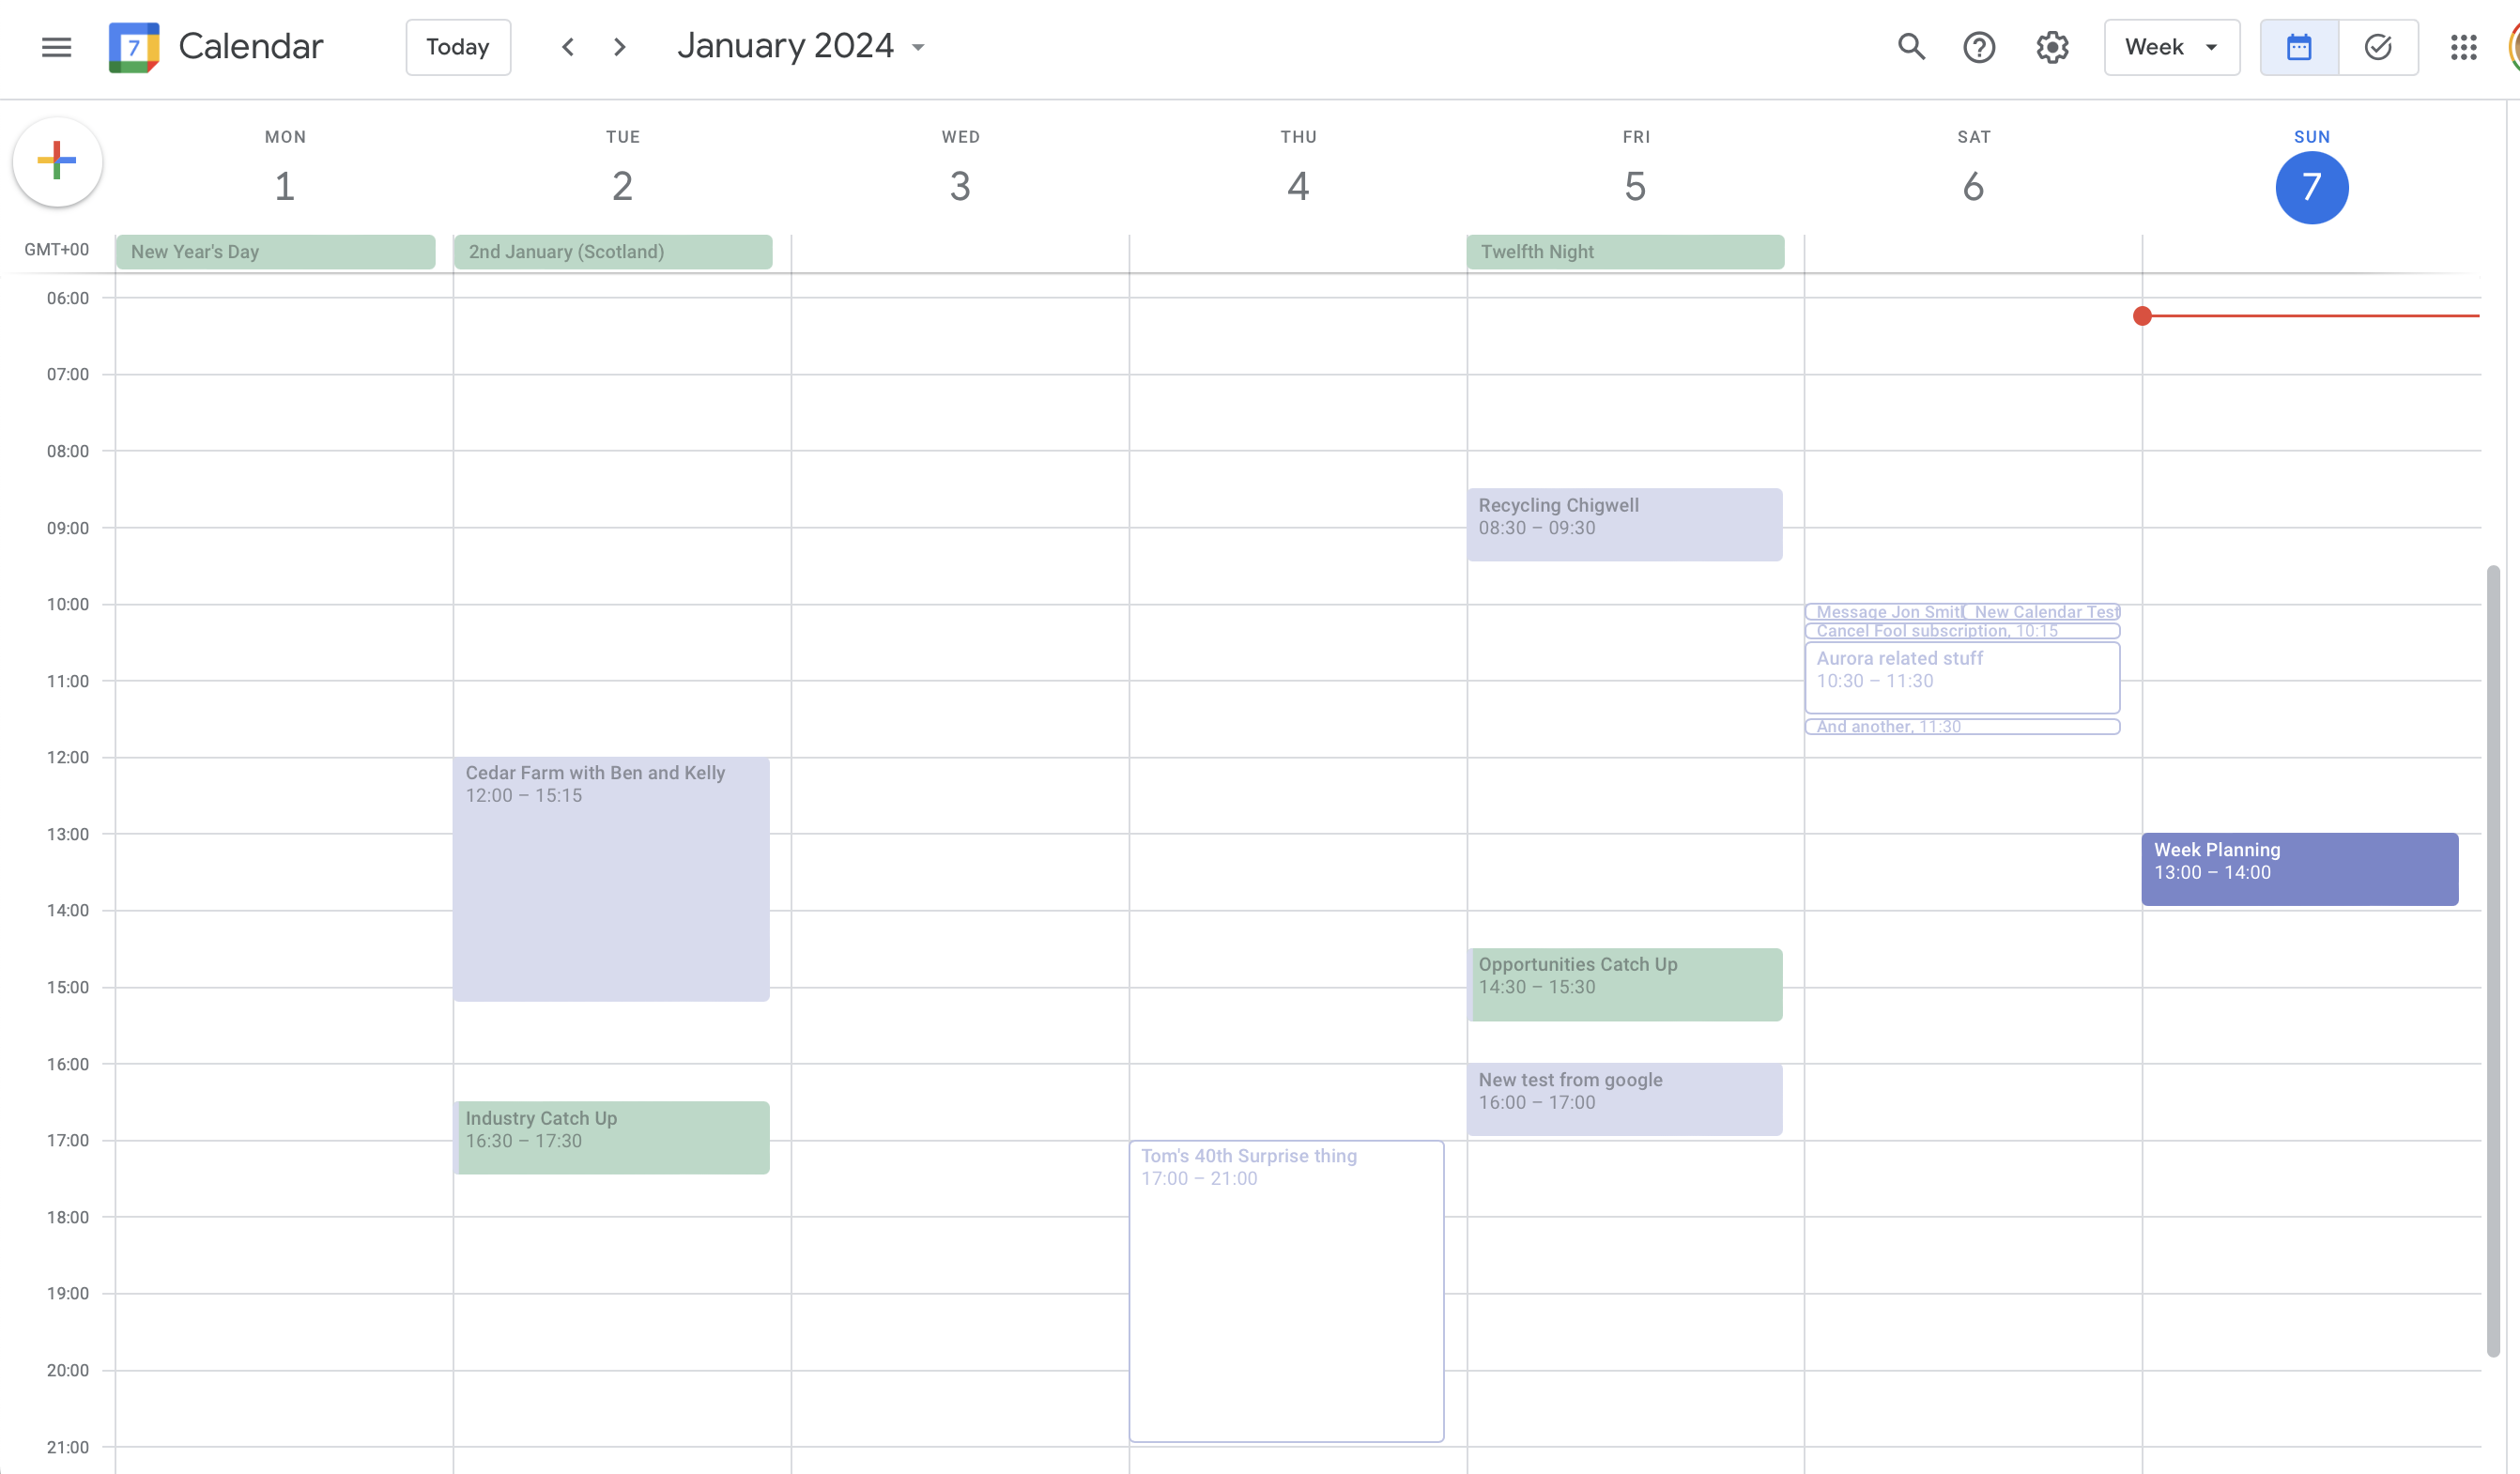 7 Calendar Today January 2024 Week
MON TUE WED THU FRI SAT SUN
1 2 3 4 5 6 7
GMT+00 New Year's Day 2nd January (Scotland) Twelfth Night
06:00
07:00
08:00
Recycling Chigwell
08:30 – 09:30
09:00
10:00
Message Jon Smit New Calendar Test
Cancel Fool subscription, 10:15
Aurora related stuff
10:30 – 11:30
11:00
And another, 11:30
12:00
Cedar Farm with Ben and Kelly
12:00 – 15:15
13:00
Week Planning
13:00 – 14:00
14:00
Opportunities Catch Up
14:30 – 15:30
15:00
16:00
New test from google
16:00 – 17:00
Industry Catch Up
16:30 – 17:30
17:00
Tom's 40th Surprise thing
17:00 – 21:00
18:00
19:00
20:00
21:00